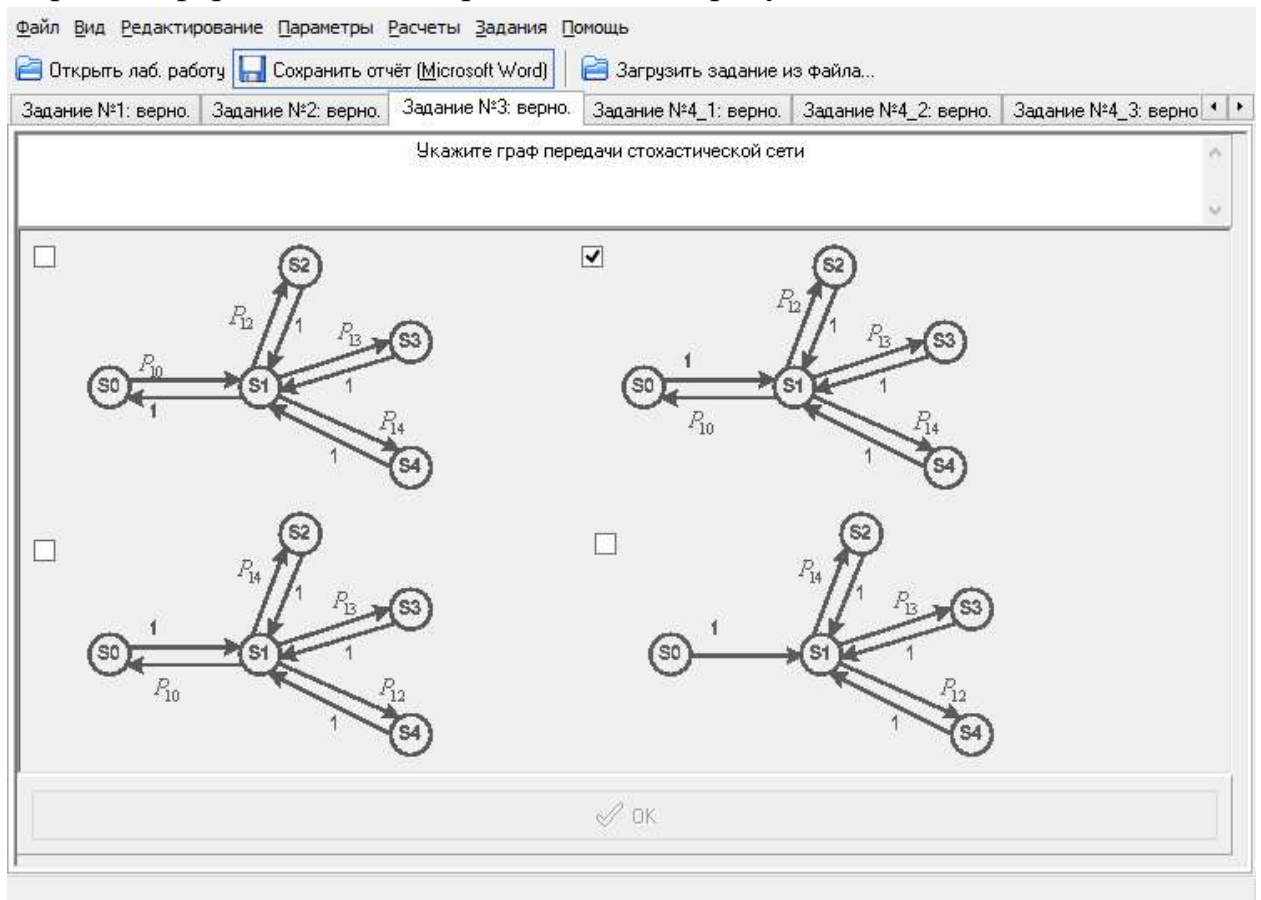 Файл Вид Редактирование Параметры Расчеты Задания Помощь
Открыть лаб. работу Сохранить отчёт (Microsoft Word) Загрузить задание из файла...
Задание №1: верно. Задание №2: верно. Задание №3: верно. Задание №4_1: верно. Задание №4_2: верно. Задание №4_3: верно
Укажите граф передачи стохастической сети
S2
P12
1
P13
S3
P10
S0
S1
1
1
P14
1
S4
S2
P12
1
P13
S3
1
S0
S1
1
P10
P14
1
S4
S2
P14
1
P13
S3
1
S0
S1
1
P10
P12
1
S4
S2
P14
1
P13
S3
1
S0
S1
1
P12
1
S4
OK